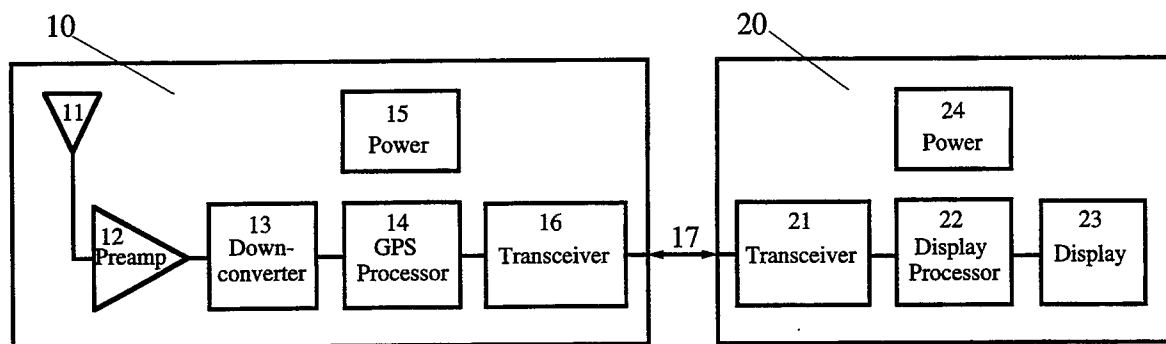 10
20
11
15
Power
24
Power
12
Preamp
13
Down-
converter
14
GPS
Processor
16
Transceiver
17
21
Transceiver
22
Display
Processor
23
Display